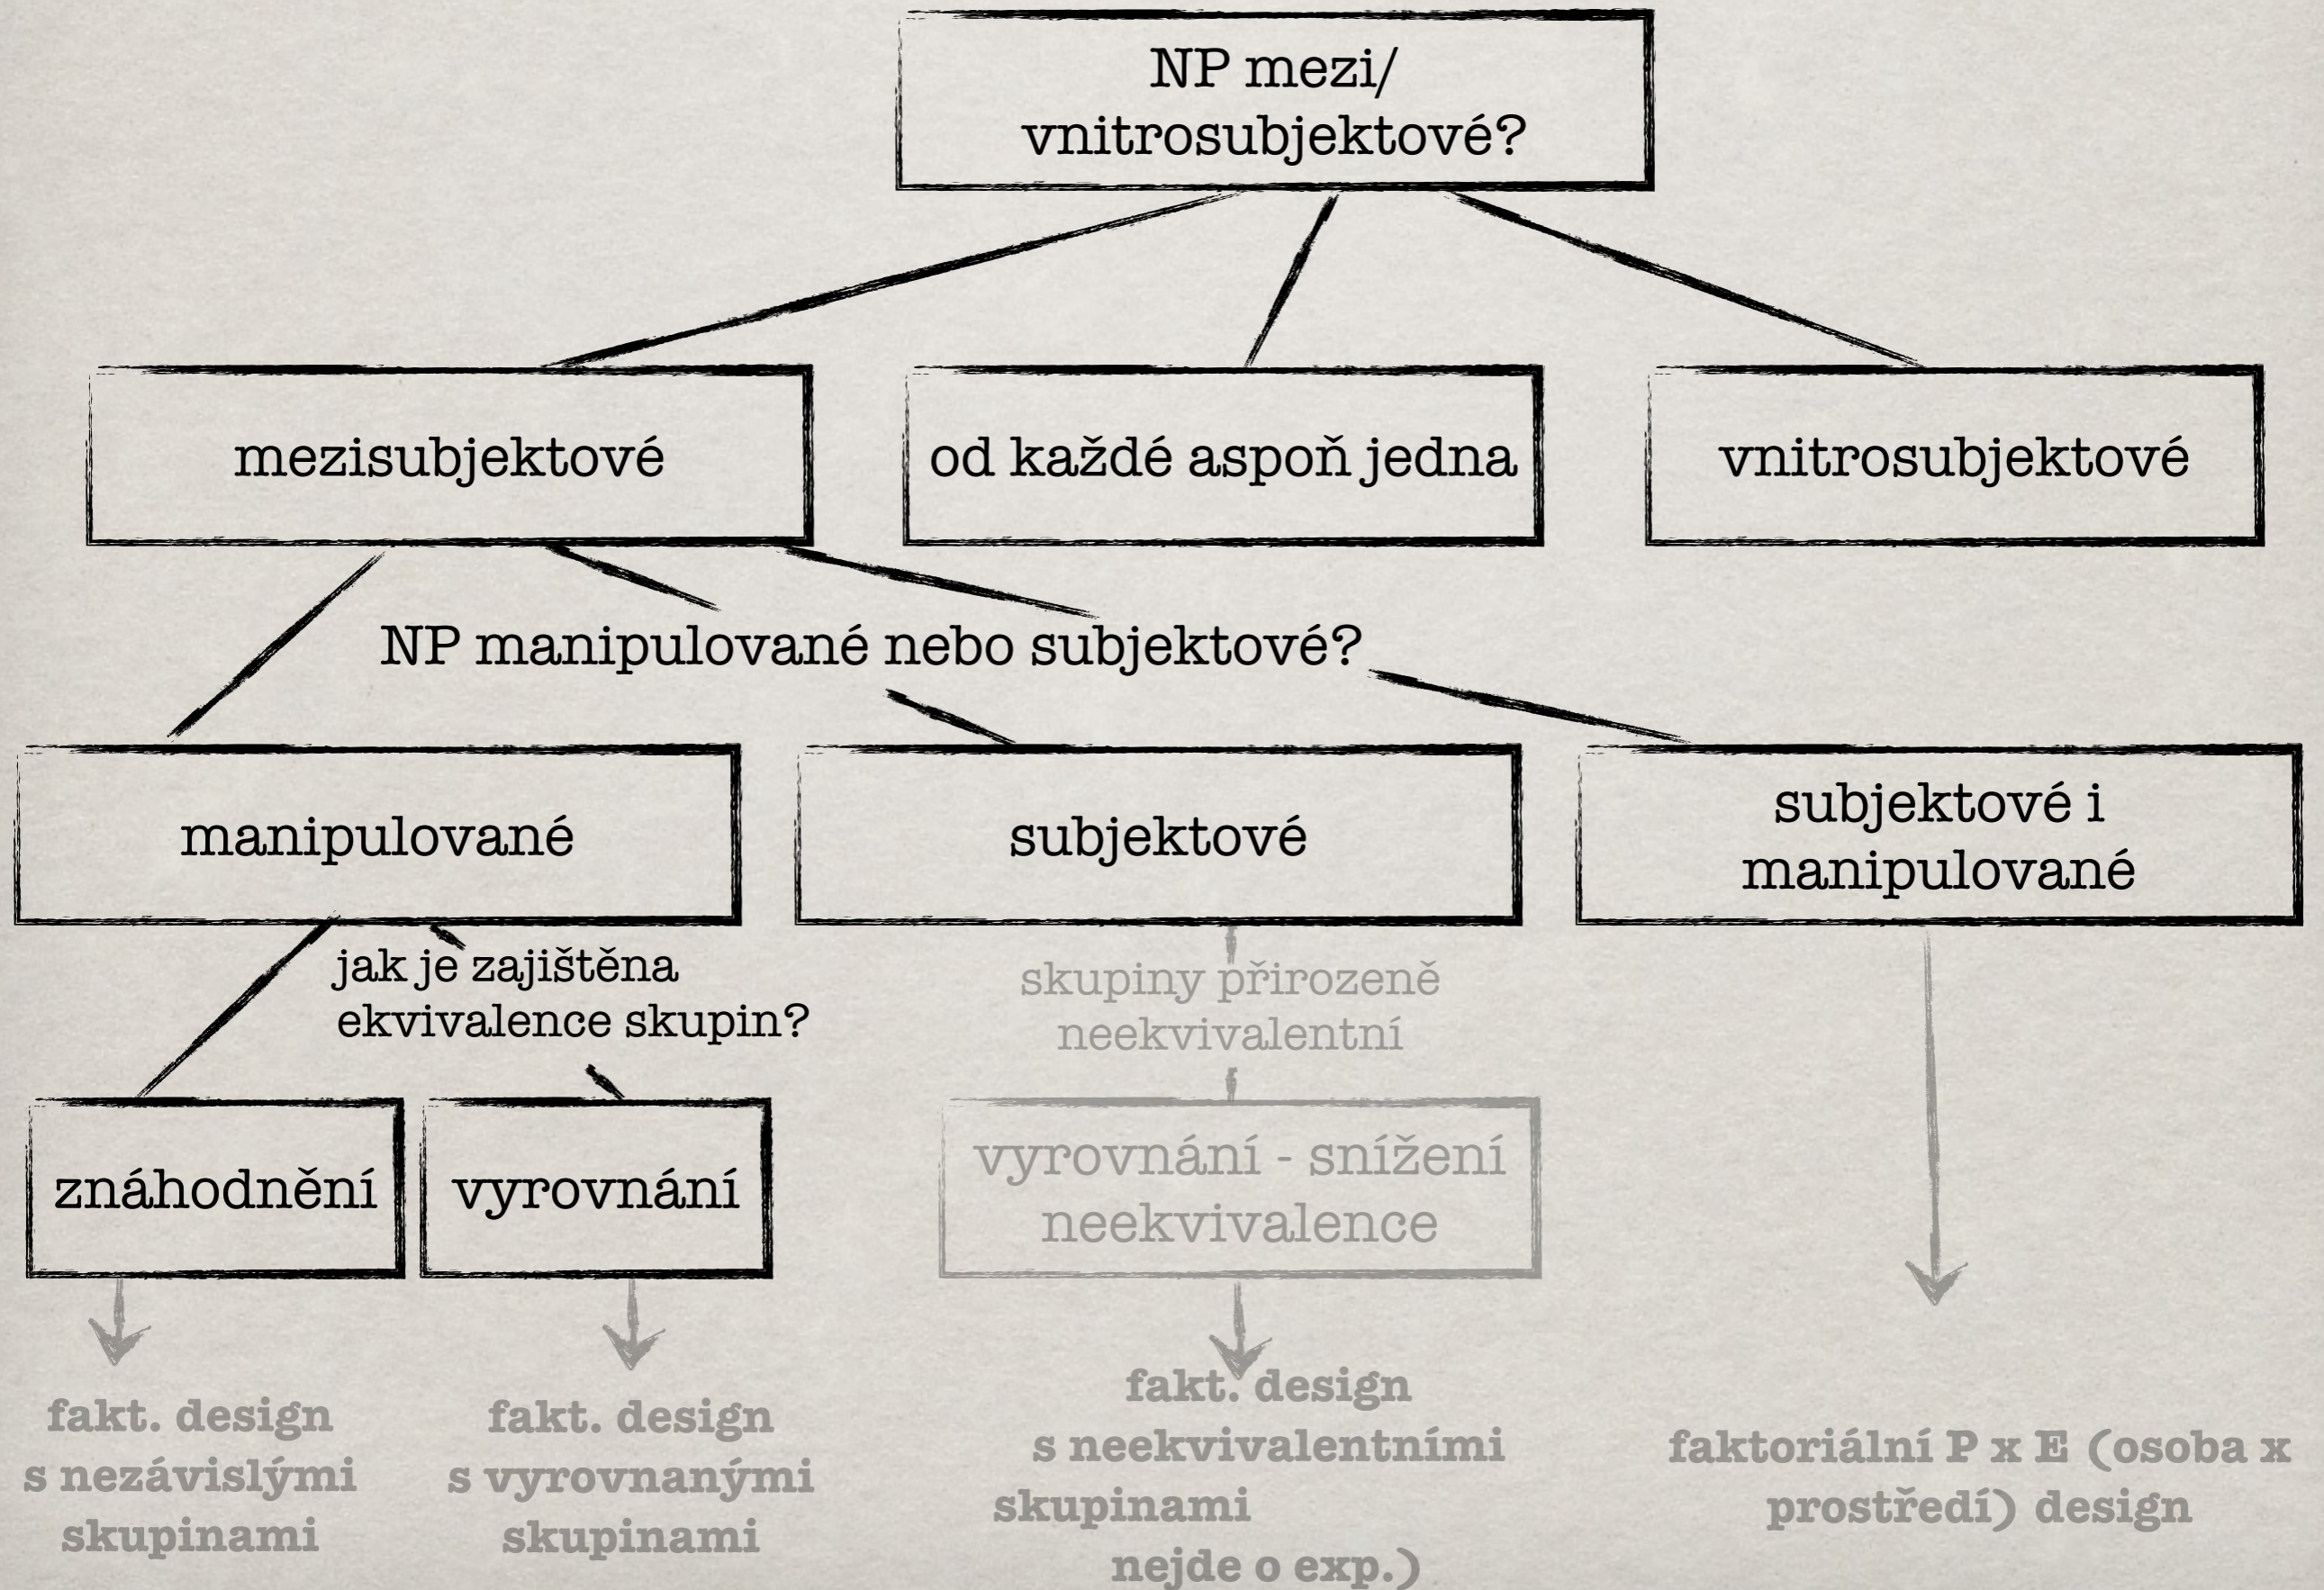 NP mezi/
vnitrosubjektové?
mezisubjektové
od každé aspoň jedna
vnitrosubjektové
NP manipulované nebo subjektové?
manipulované
subjektové
subjektové i
manipulované
jak je zajištěna
ekvivalence skupin?
skupiny přirozeně
neekvivalentní
znáhodnění
vyrovnání
vyrovnání - snížení
neekvivalence
fakt. design
s nezávislými
skupinami
fakt. design
s vyrovnanými
skupinami
fakt. design
s neekvivalentními
skupinami
nejde o exp.)
faktoriální P x E (osoba x
prostředí) design